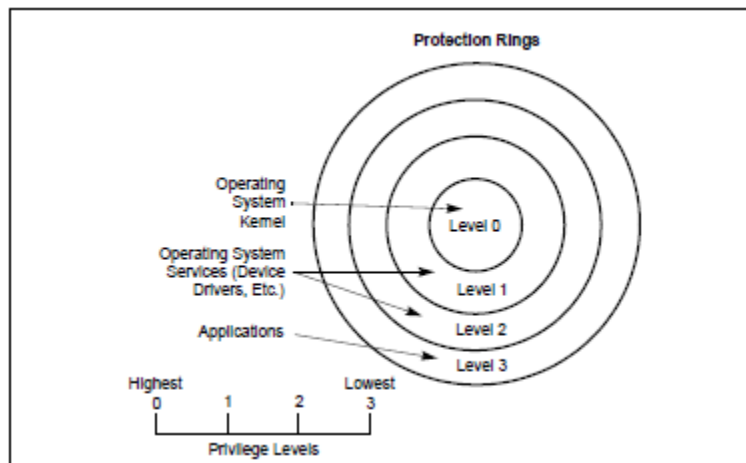 Protection Rings
Operating
System
Kernel
Level 0
Operating System
Services (Device
Drivers, Etc.)
Level 1
Level 2
Applications
Level 3
Highest
Lowest
0
1
2
3
Privilege Levels